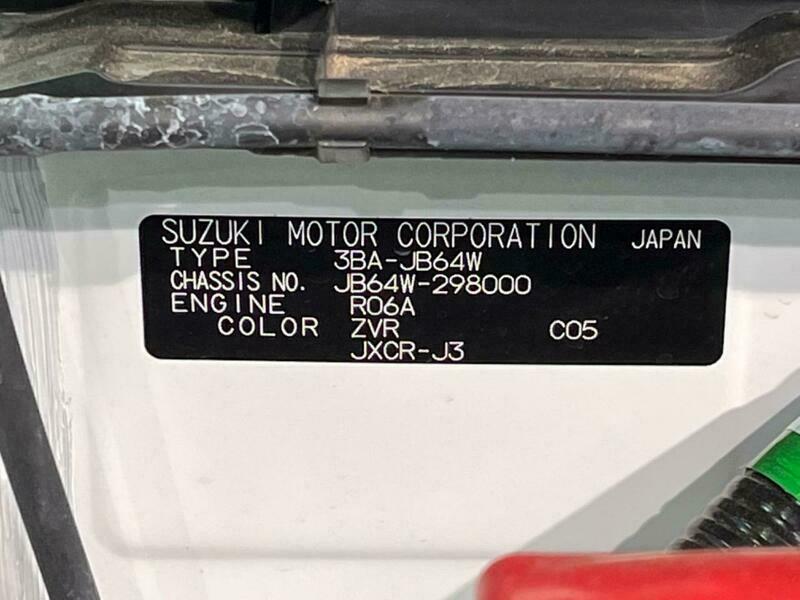 SUZUKI MOTOR CORPORATION JAPAN
TYPE 3BA-JB64W
CHASSIS NO. JB64W-298000
ENGINE R06A
COLOR ZVR C05
JXCR-J3